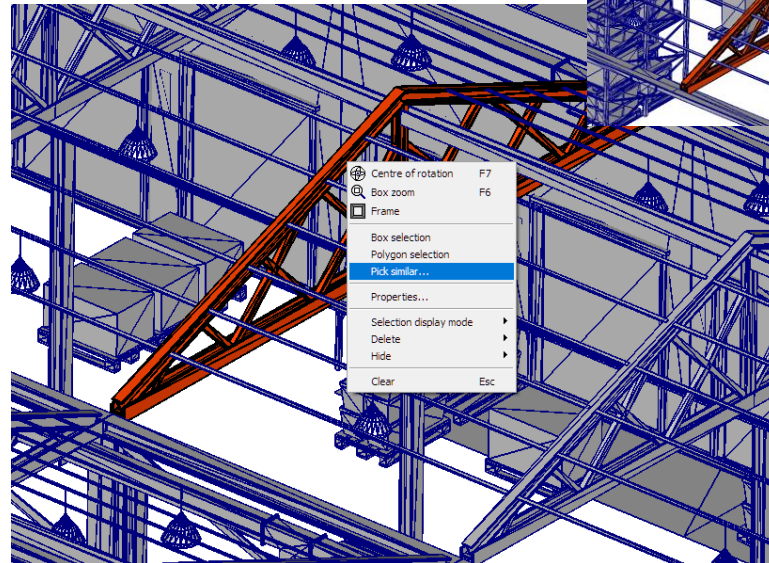 Centre of rotation F7
Box zoom F6
Frame
Box selection
Polygon selection
Pick similar...
Properties...
Selection display mode
Delete
Hide
Clear Esc